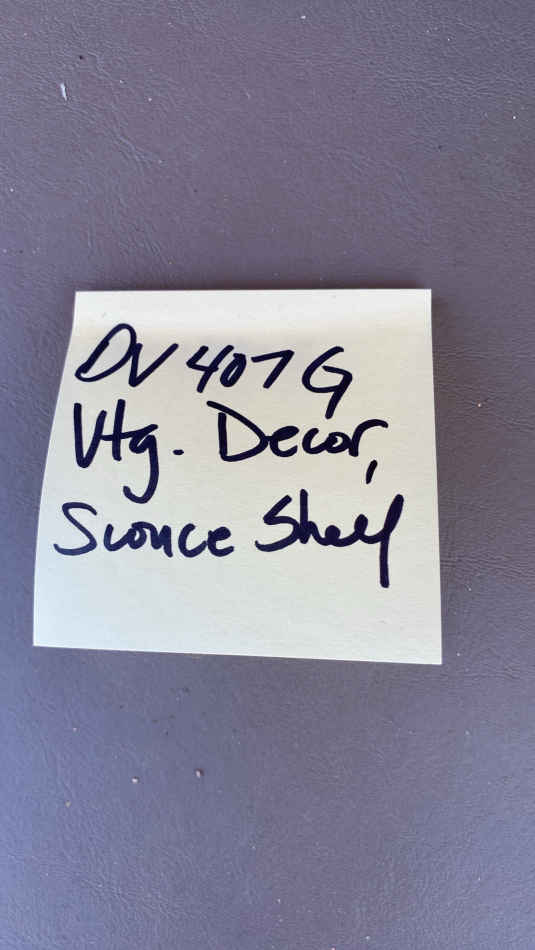 DV 407 G
Vtg. Decor,
Sconce Shelf